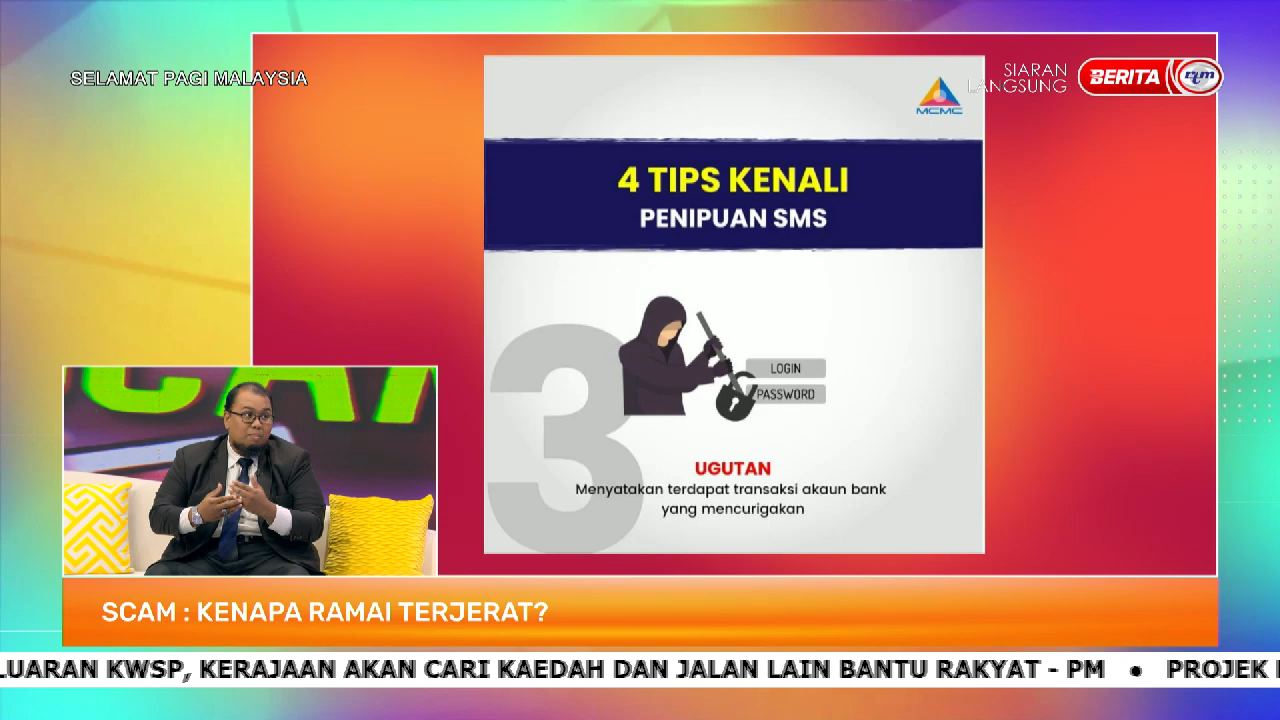 SELAMAT PAGI MALAYSIA
SIARAN
LANGSUNG
BERITA rtm
MCMC
4 TIPS KENALI
PENIPUAN SMS
3
LOGIN
PASSWORD
UGUTAN
Menyatakan terdapat transaksi akaun bank
yang mencurigakan
SCAM : KENAPA RAMAI TERJERAT?
LUARAN KWSP, KERAJAAN AKAN CARI KAEDAH DAN JALAN LAIN BANTU RAKYAT - PM • PROJEK